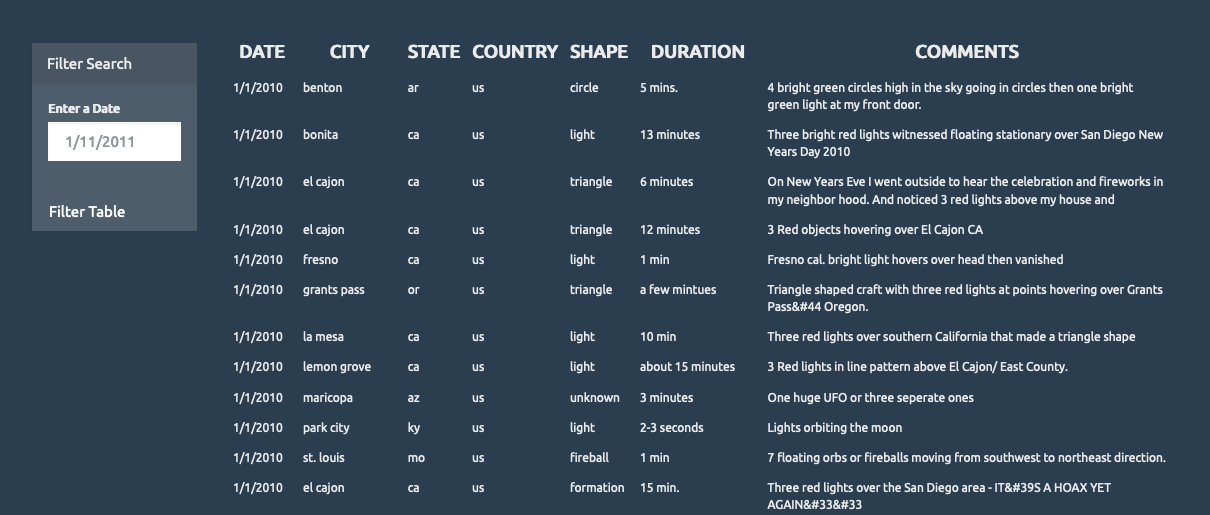 Filter Search
Enter a Date
1/11/2011
Filter Table
DATE CITY STATE COUNTRY SHAPE DURATION COMMENTS
1/1/2010 benton ar us circle 5 mins. 4 bright green circles high in the sky going in circles then one bright
green light at my front door.
1/1/2010 bonita ca us light 13 minutes Three bright red lights witnessed floating stationary over San Diego New
Years Day 2010
1/1/2010 el cajon ca us triangle 6 minutes On New Years Eve I went outside to hear the celebration and fireworks in
my neighbor hood. And noticed 3 red lights above my house and
1/1/2010 el cajon ca us triangle 12 minutes 3 Red objects hovering over El Cajon CA
1/1/2010 fresno ca us light 1 min Fresno cal. bright light hovers over head then vanished
1/1/2010 grants pass or us triangle a few mintues Triangle shaped craft with three red lights at points hovering over Grants
Pass&#44 Oregon.
1/1/2010 la mesa ca us light 10 min Three red lights over southern California that made a triangle shape
1/1/2010 lemon grove ca us light about 15 minutes 3 Red lights in line pattern above El Cajon/ East County.
1/1/2010 maricopa az us unknown 3 minutes One huge UFO or three seperate ones
1/1/2010 park city ky us light 2-3 seconds Lights orbiting the moon
1/1/2010 st. louis mo us fireball 1 min 7 floating orbs or fireballs moving from southwest to northeast direction.
1/1/2010 el cajon ca us formation 15 min. Three red lights over the San Diego area - IT&#39S A HOAX YET
AGAIN&#33&#33